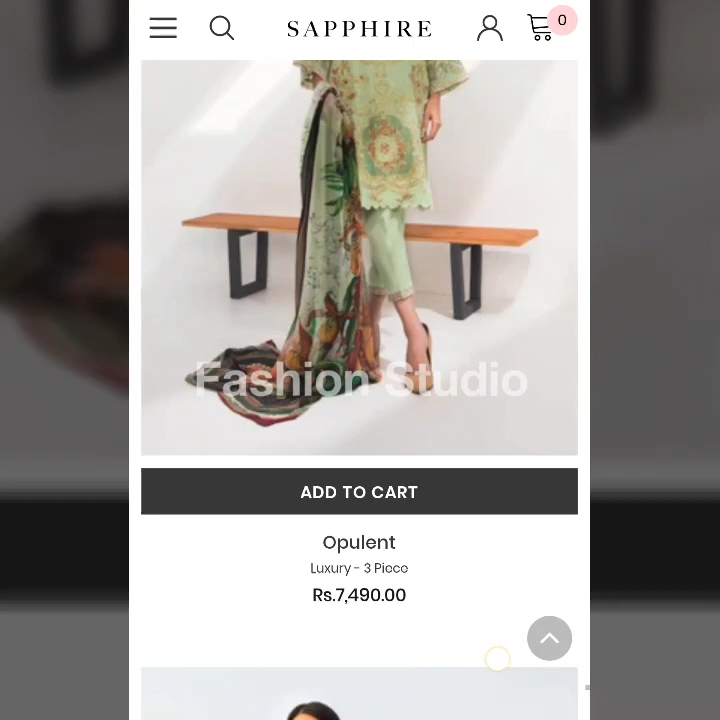 SAPPHIRE
0
Fashion Studio
ADD TO CART
Opulent
Luxury - 3 Piece
Rs.7,490.00